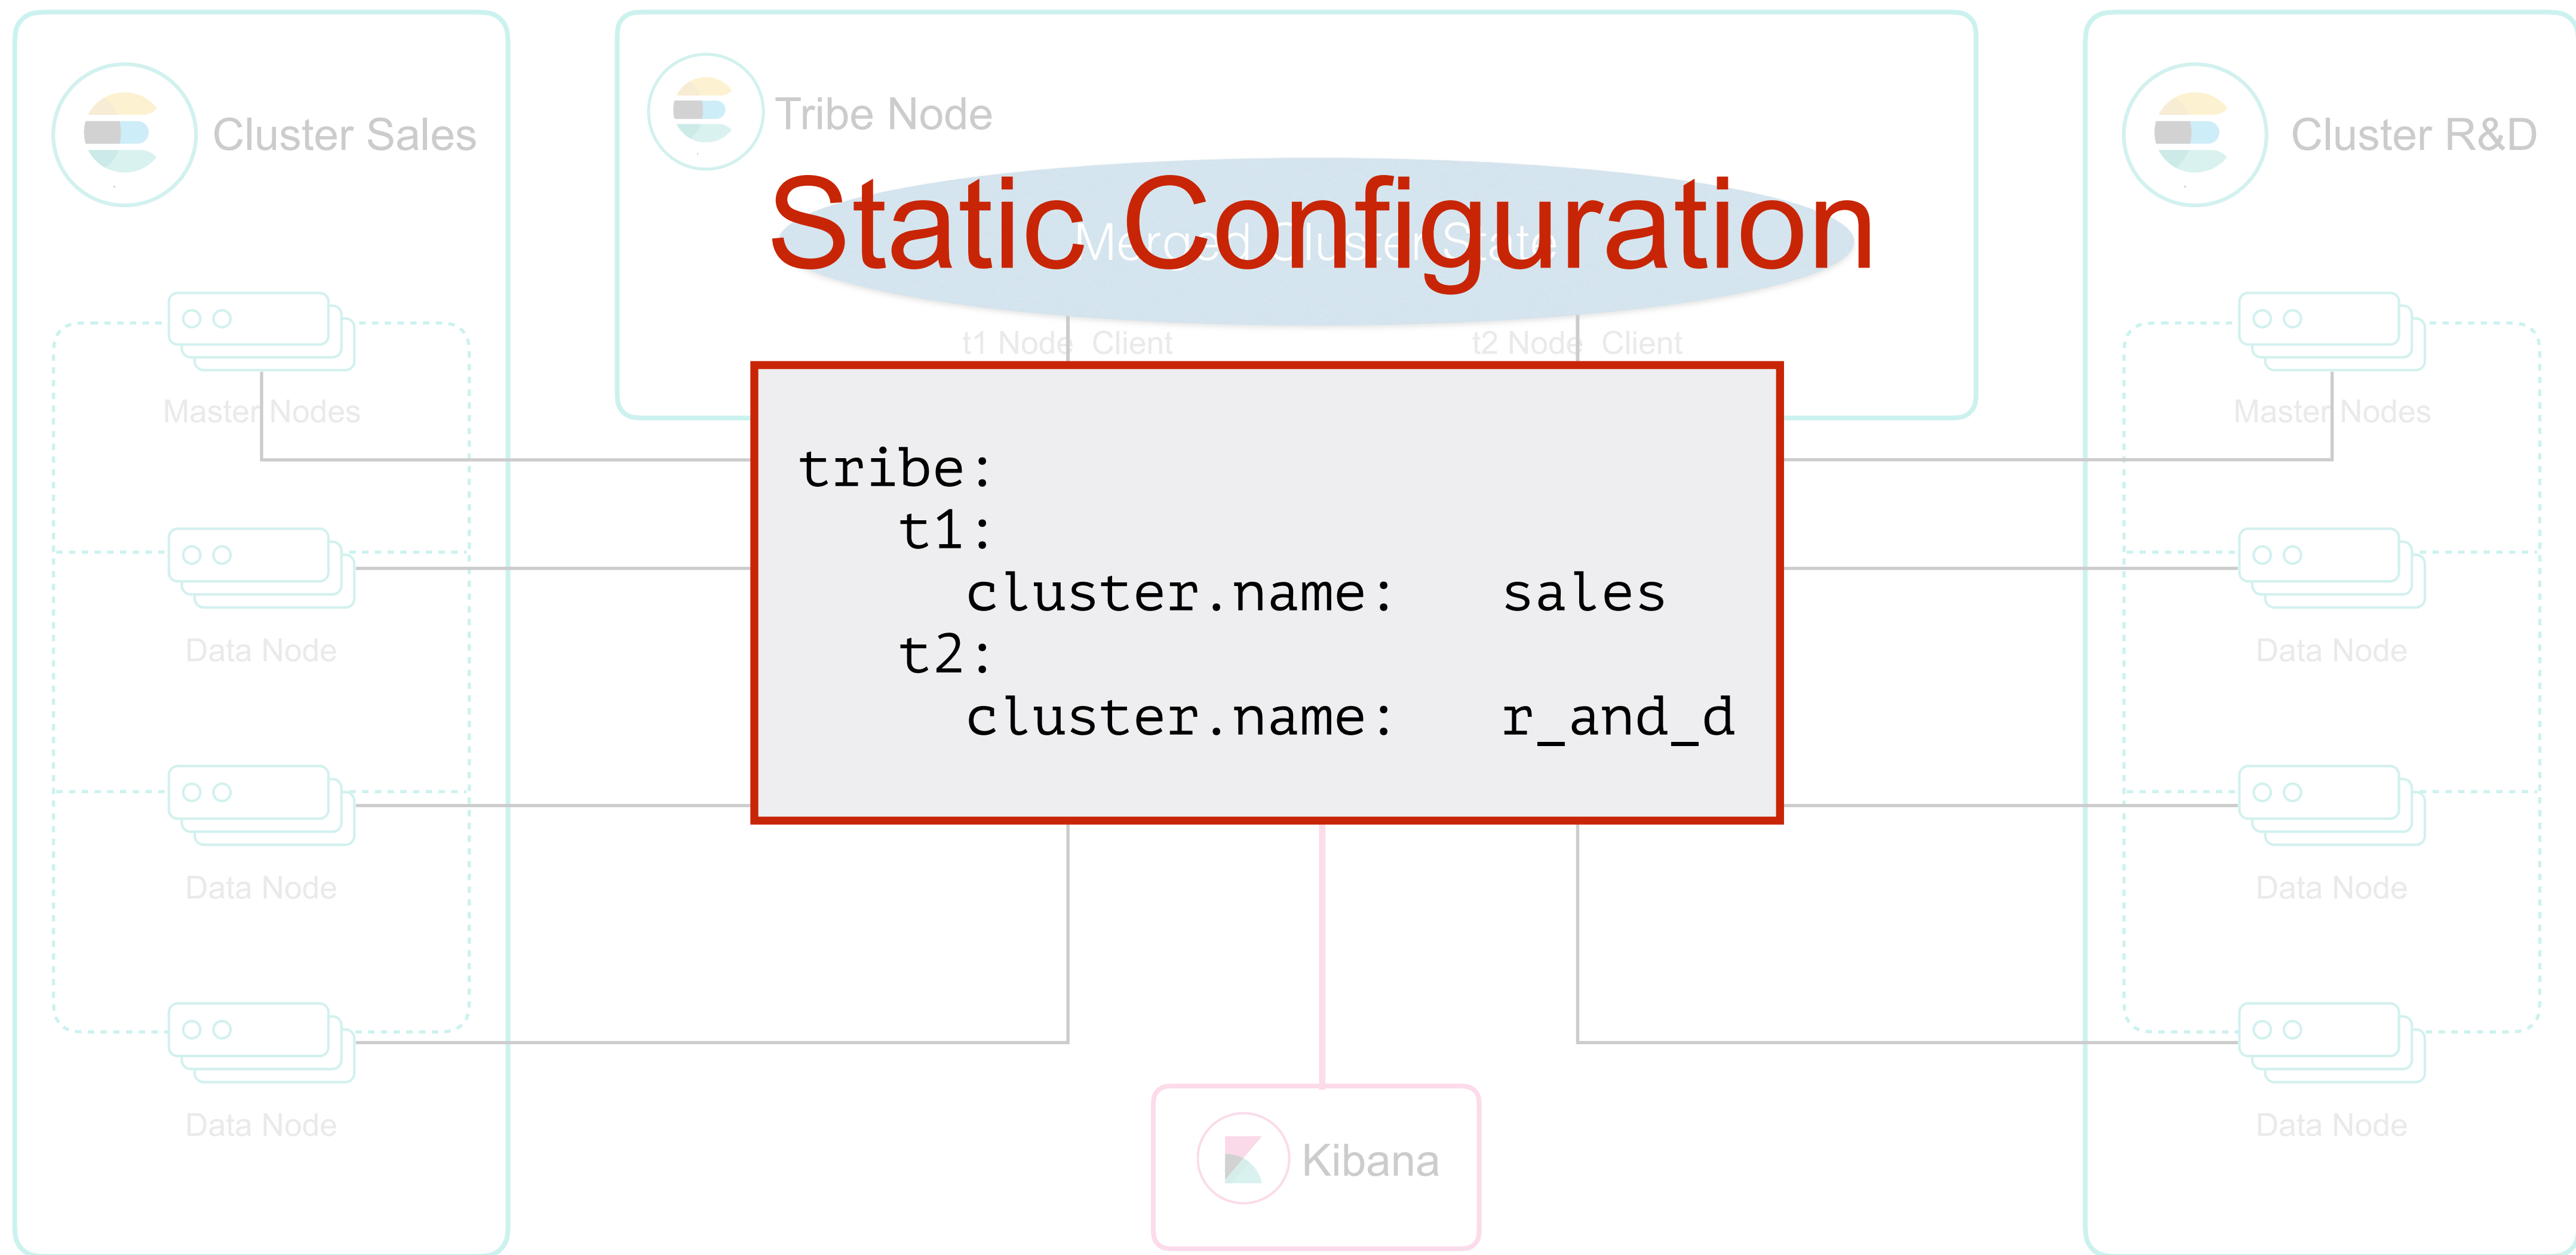 Cluster Sales
Tribe Node
Cluster R&D
Static Configuration
Merged Cluster State
t1 Node Client
t2 Node Client
Master Nodes
Master Nodes
tribe:
t1:
cluster.name: sales
t2:
cluster.name: r_and_d
Data Node
Data Node
Data Node
Data Node
Data Node
Data Node
Kibana